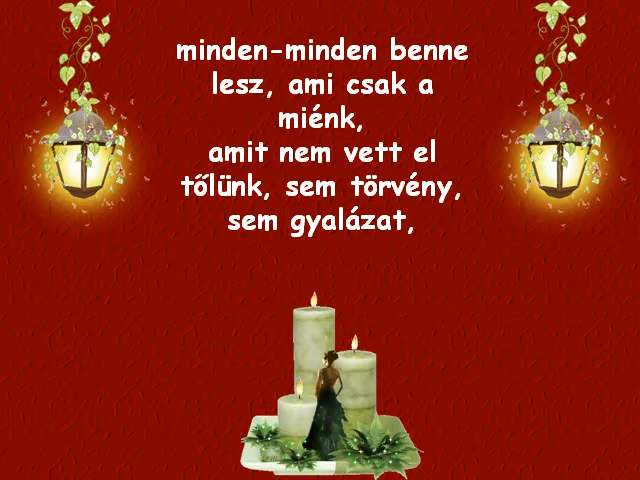 minden-minden benne
lesz, ami csak a
miénk,
amit nem vett el
tőlünk, sem törvény,
sem gyalázat,